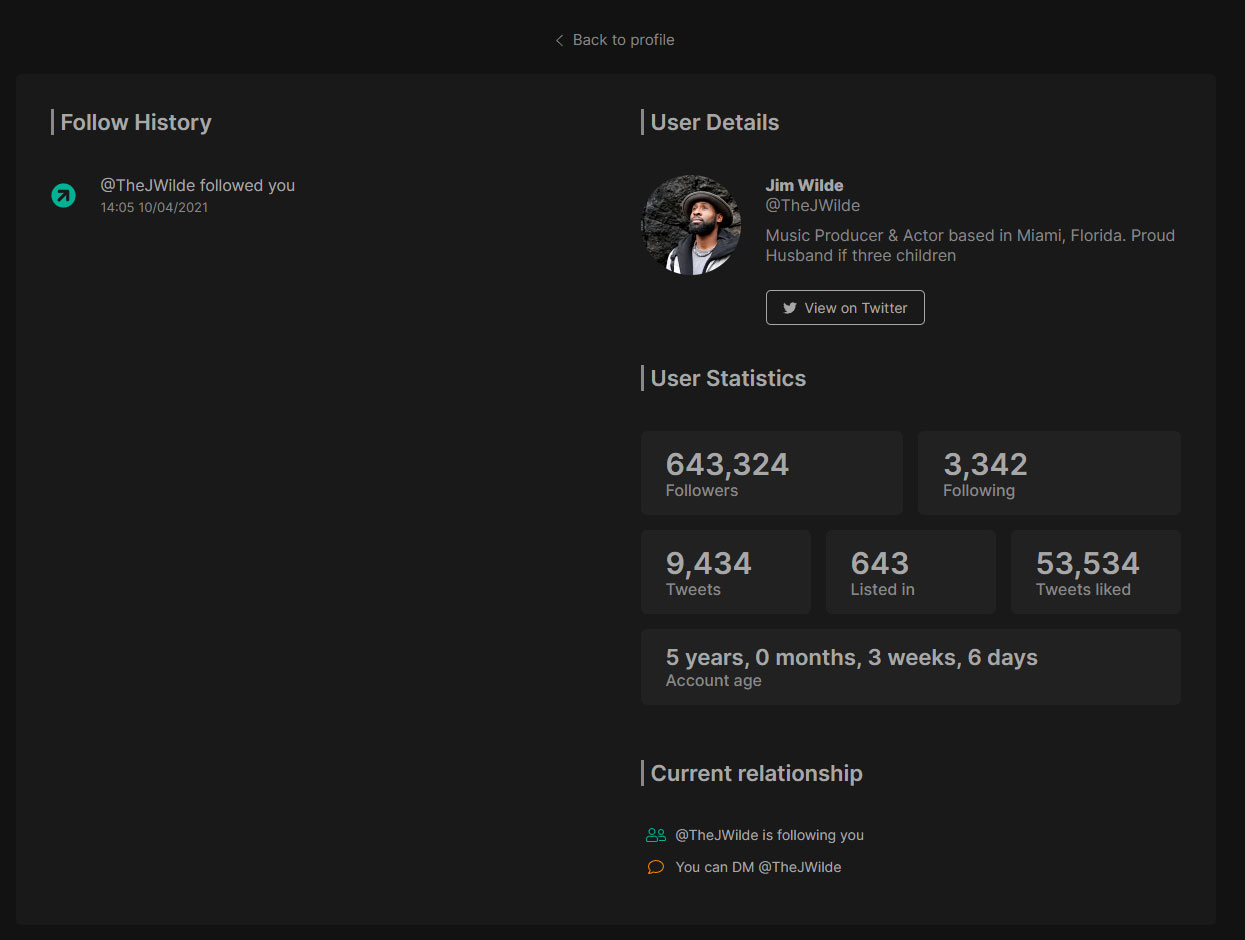 Back to profile
Follow History
@TheJWilde followed you
14:05 10/04/2021
User Details
Jim Wilde
@TheJWilde
Music Producer & Actor based in Miami, Florida. Proud
Husband if three children
View on Twitter
User Statistics
643,324
Followers
3,342
Following
9,434
Tweets
643
Listed in
53,534
Tweets liked
5 years, 0 months, 3 weeks, 6 days
Account age
Current relationship
@TheJWilde is following you
You can DM @TheJWilde